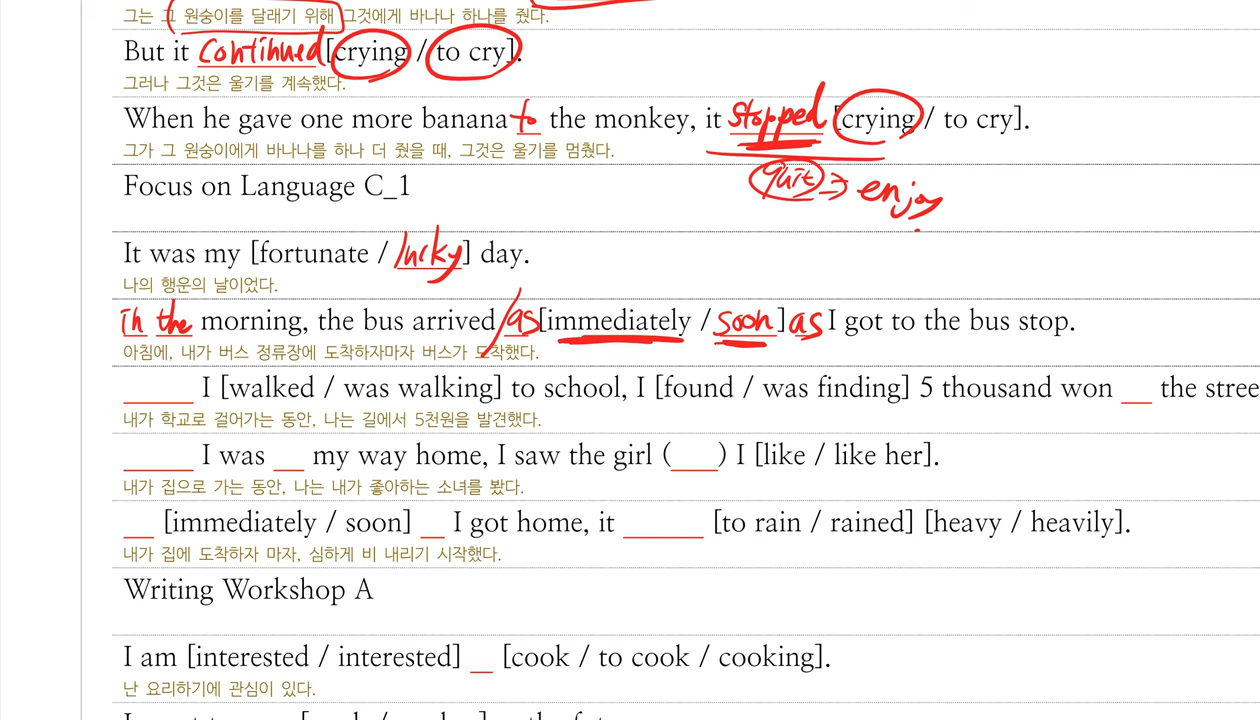 그는 그 원숭이를 달래기 위해 그것에게 바나나 하나를 줬다.
But it continued [crying / to cry].
그러나 그것은 울기를 계속했다.
When he gave one more banana to the monkey, it stopped [crying / to cry].
그가 그 원숭이에게 바나나를 하나 더 줬을 때, 그것은 울기를 멈췄다.
quit ⇒ enjoy
Focus on Language C_1
It was my [fortunate / lucky] day.
나의 행운의 날이었다.
in the morning, the bus arrived / as [immediately / soon] as I got to the bus stop.
아침에, 내가 버스 정류장에 도착하자마자 버스가 도착했다.
_____ I [walked / was walking] to school, I [found / was finding] 5 thousand won __ the stree
내가 학교로 걸어가는 동안, 나는 길에서 5천원을 발견했다.
_____ I was __ my way home, I saw the girl (___) I [like / like her].
내가 집으로 가는 동안, 나는 내가 좋아하는 소녀를 봤다.
__ [immediately / soon] __ I got home, it _____ [to rain / rained] [heavy / heavily].
내가 집에 도착하자 마자, 심하게 비 내리기 시작했다.
Writing Workshop A
I am [interested / interested] __ [cook / to cook / cooking].
난 요리하기에 관심이 있다.